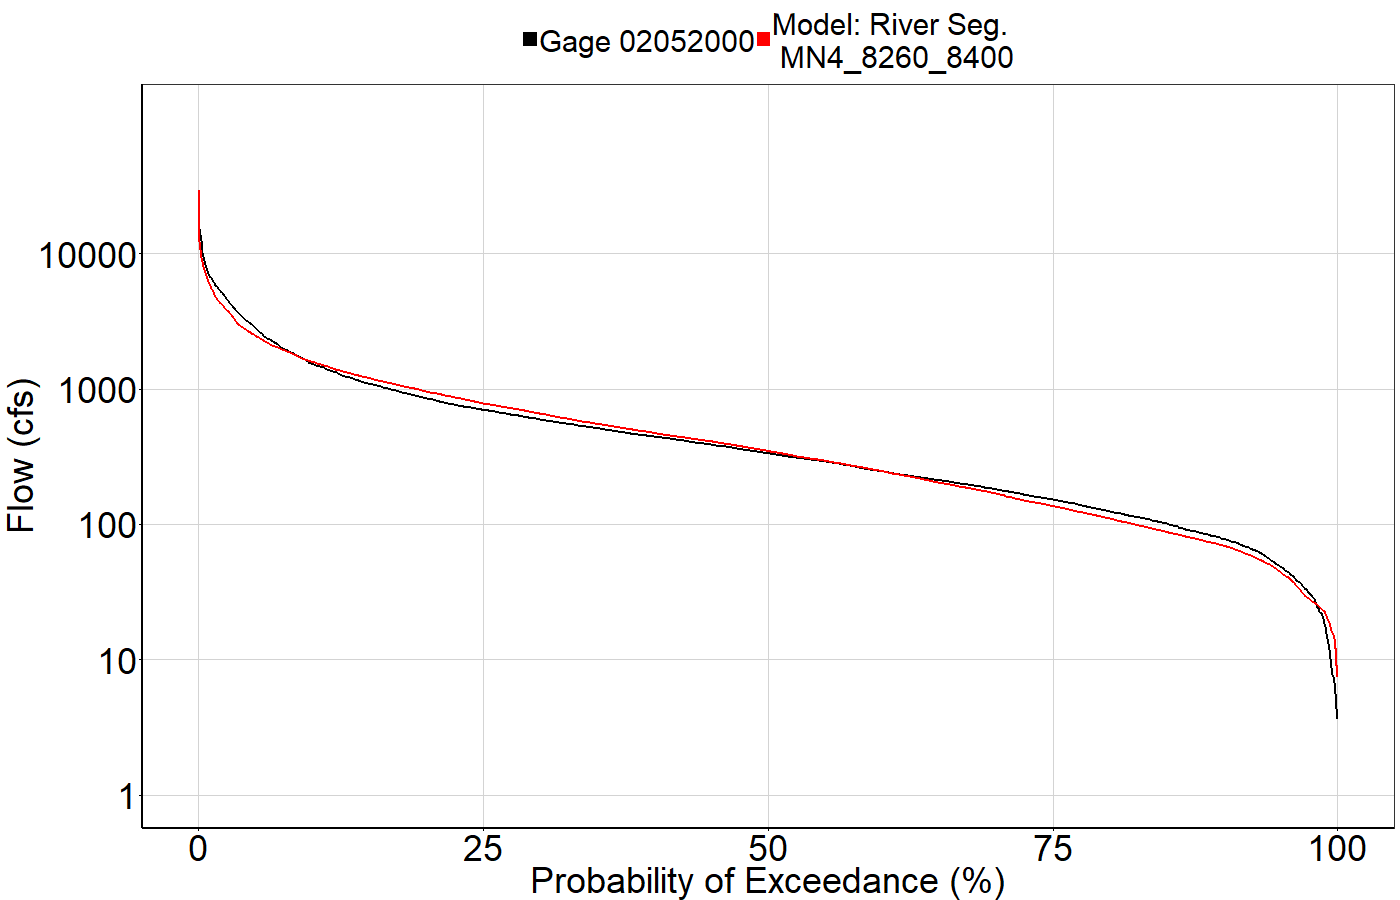 Gage 02052000
Model: River Seg.
MN4_8260_8400
Flow (cfs)
10000
1000
100
10
1
0 25 50 75 100
Probability of Exceedance (%)